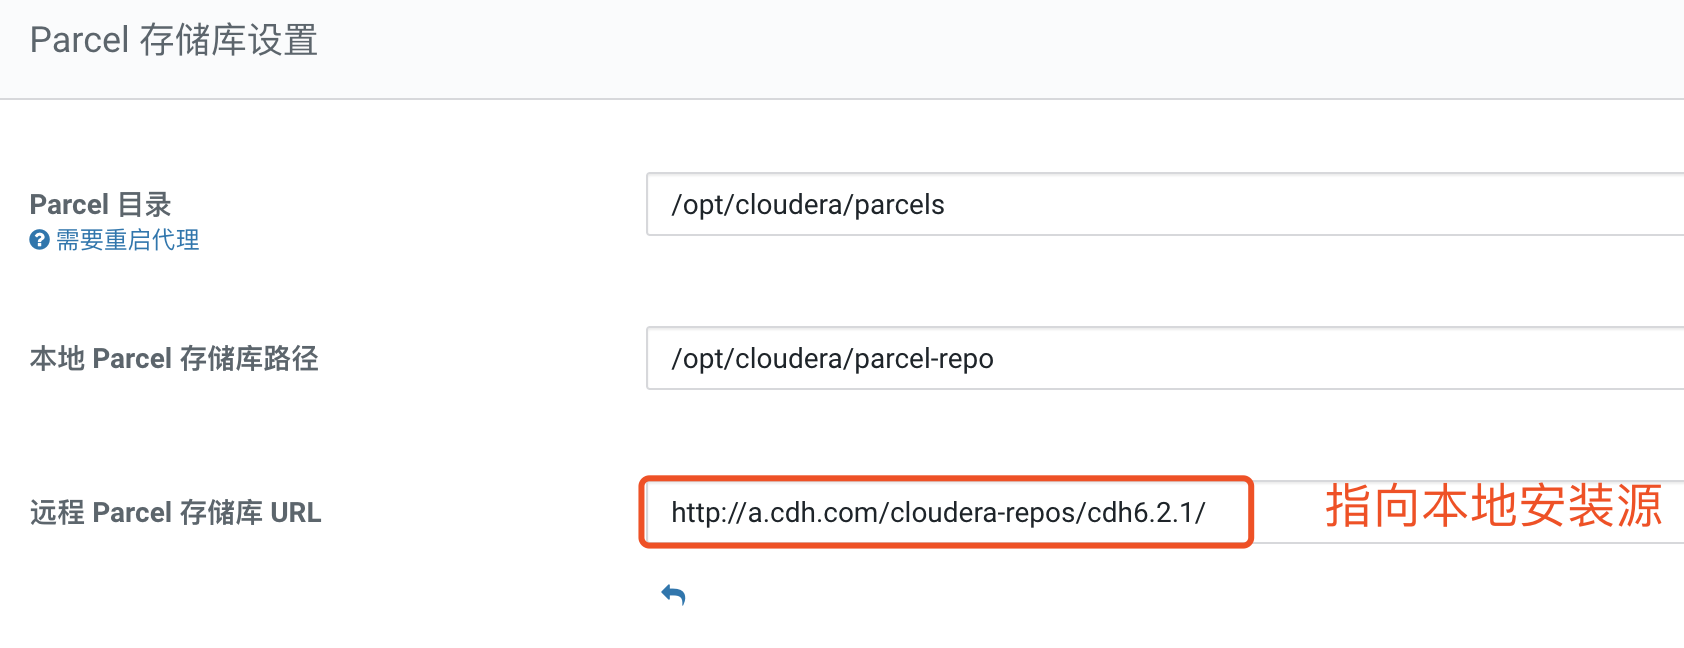 Parcel 存储库设置
Parcel 目录
需要重启代理
/opt/cloudera/parcels
本地 Parcel 存储库路径
/opt/cloudera/parcel-repo
远程 Parcel 存储库 URL
http://a.cdh.com/cloudera-repos/cdh6.2.1/
指向本地安装源